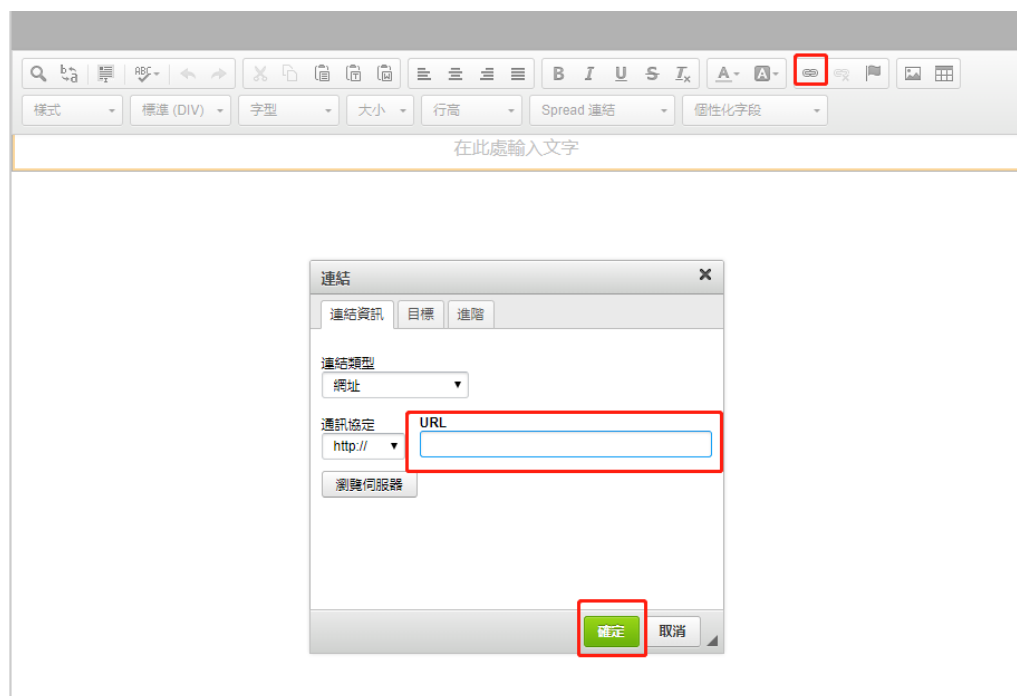 樣式 標準 (DIV) 字型 大小 行高 Spread 連結 個性化字段
在此處輸入文字
連結
連結資訊 目標 進階
連結類型
網址
通訊協定 URL
http://
瀏覽伺服器
確定 取消